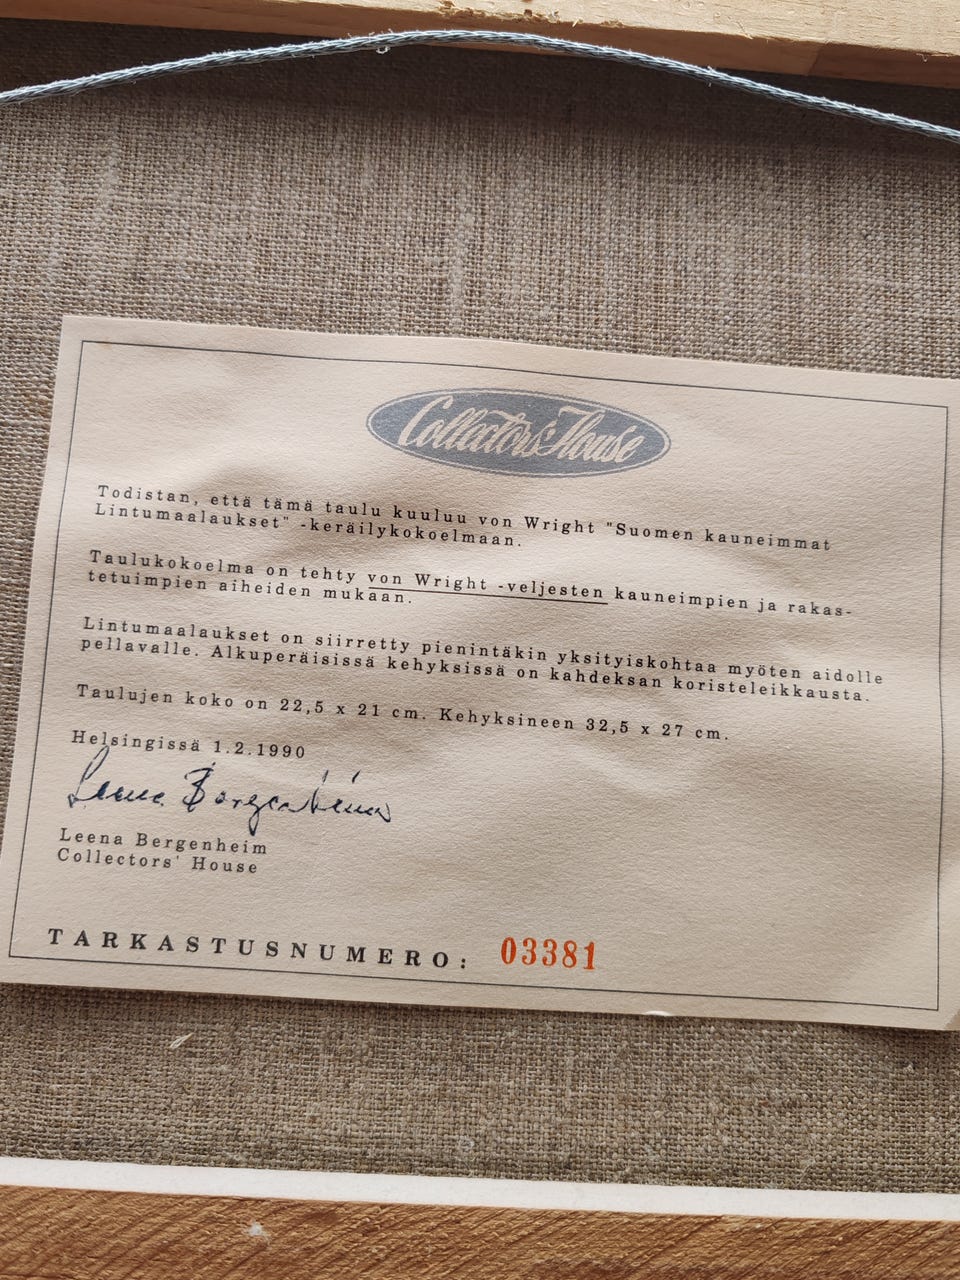 Collectors' House
Todistan, että tämä taulu kuuluu von Wright "Suomen kauneimmat
Lintumaalaukset" -keräilykokoelmaan.
Taulukokoelma on tehty von Wright -veljesten kauneimpien ja rakas-
tetuimpien aiheiden mukaan.
Lintumaalaukset on siirretty pienintäkin yksityiskohtaa myöten aidolle
pellavalle. Alkuperäisissä kehyksissä on kahdeksan koristeleikkausta.
Taulujen koko on 22,5 x 21 cm. Kehyksineen 32,5 x 27 cm.
Helsingissä 1.2.1990
Leena Bergenheim
Leena Bergenheim
Collectors' House
TARKASTUSNUMERO: 03381